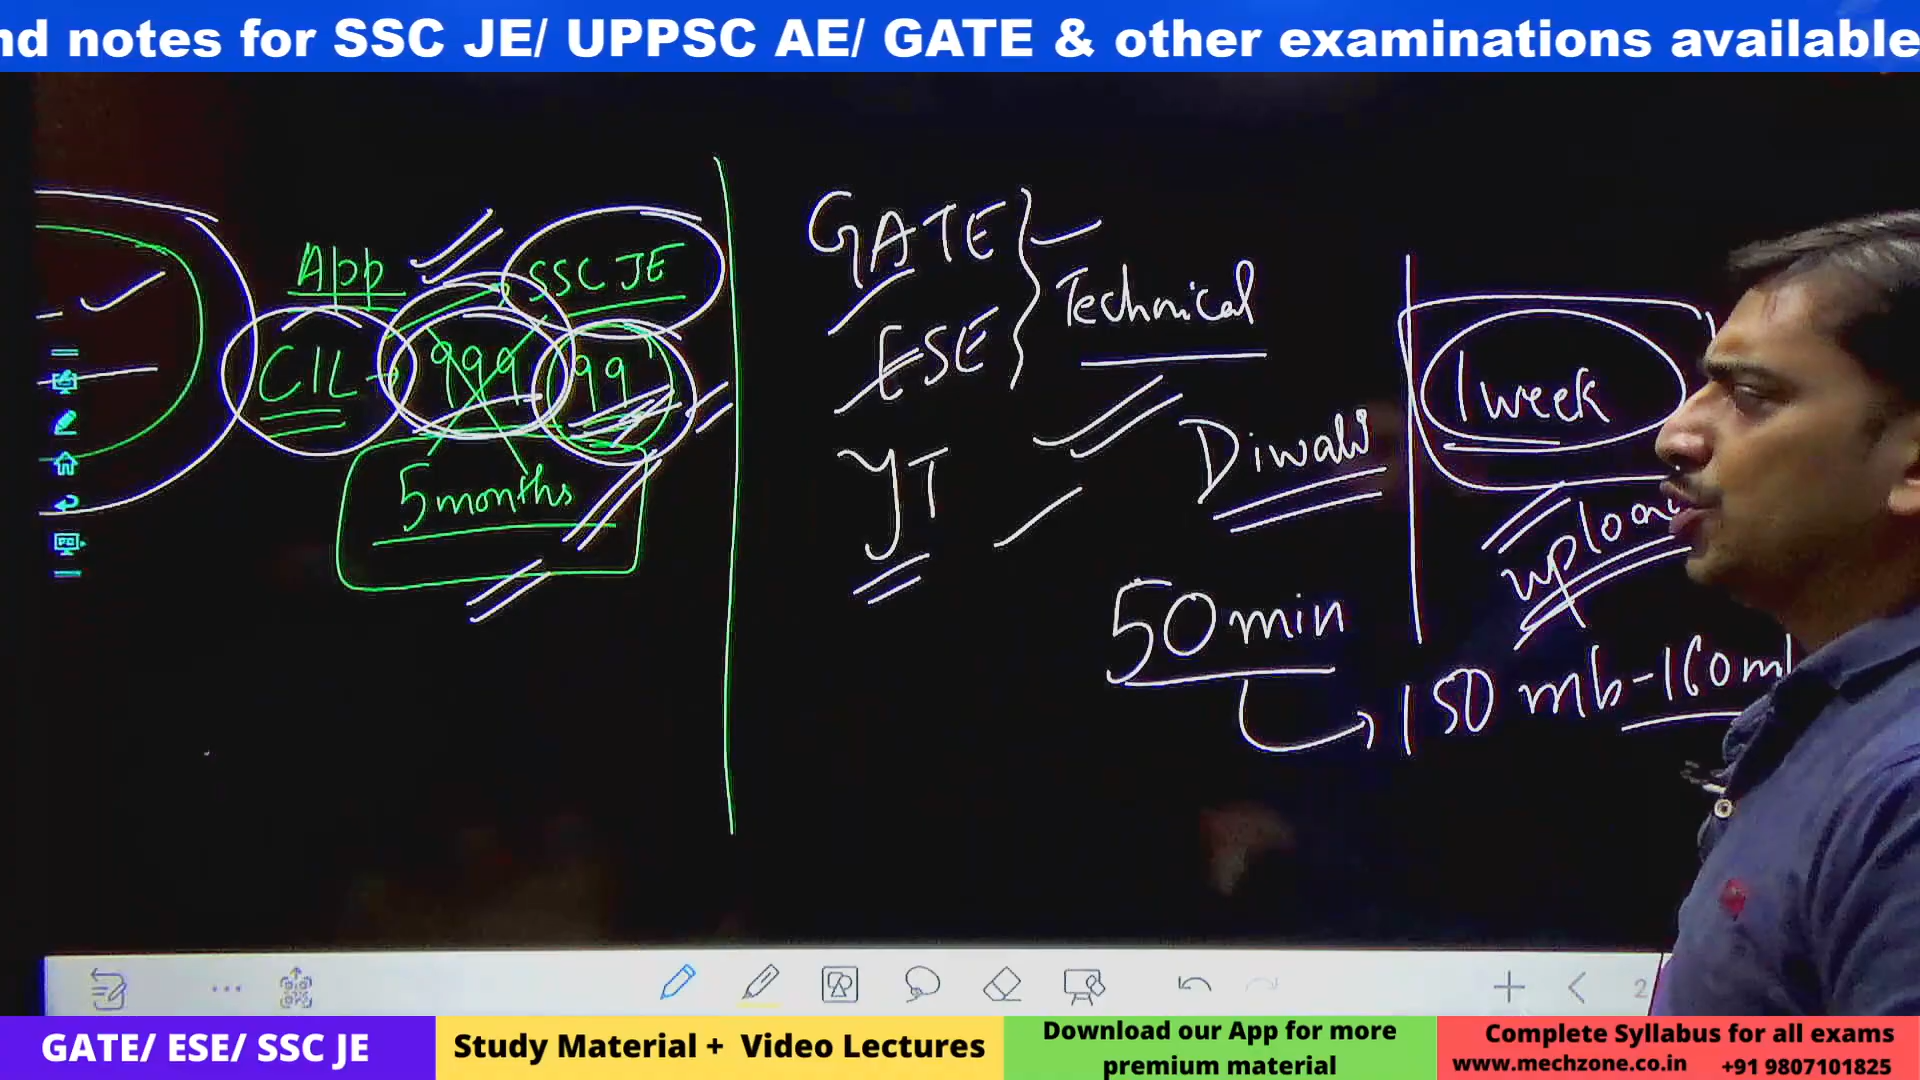 nd notes for SSC JE/ UPPSC AE/ GATE & other examinations available
App
SSC JE
CIL
999
99
5 months
GATE
ESE
Technical
YT
Diwali
1 week
50 min
150 mb - 160 m
2
GATE/ ESE/ SSC JE
Study Material + Video Lectures
Download our App for more
premium material
Complete Syllabus for all exams
www.mechzone.co.in +91 9807101825